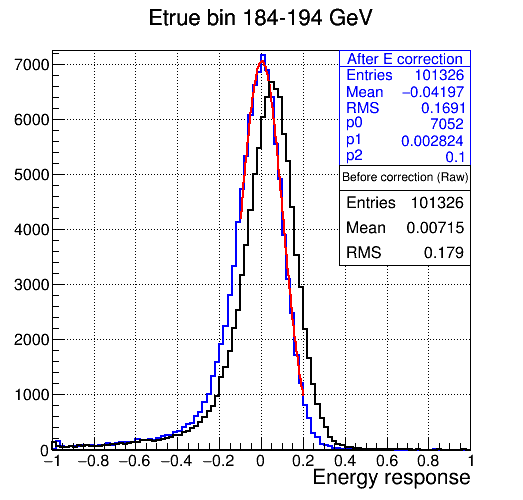 Etrue bin 184-194 GeV
After E correction
Entries 101326
Mean −0.04197
RMS 0.1691
p0 7052
p1 0.002824
p2 0.1
Before correction (Raw)
Entries 101326
Mean 0.00715
RMS 0.179
7000
6000
5000
4000
3000
2000
1000
0
−1 −0.8 −0.6 −0.4 −0.2 0 0.2 0.4 0.6 0.8 1
Energy response